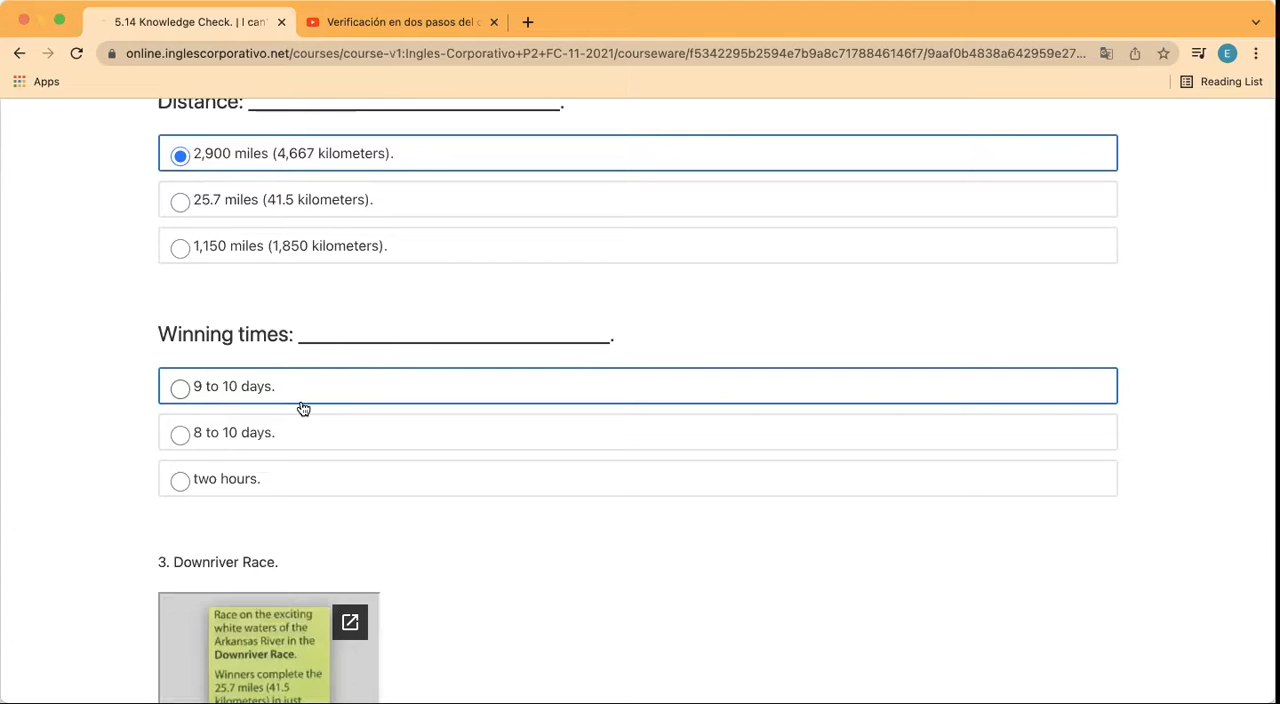 5.14 Knowledge Check. | I can
Verificación en dos pasos del c
online.inglescorporativo.net/courses/course-v1:Ingles-Corporativo+P2+FC-11-2021/courseware/f5342295b2594e7b9a8c7178846146f7/9aaf0b4838a642959e27...
E
Apps
Reading List
Distance: ___.
2,900 miles (4,667 kilometers).
25.7 miles (41.5 kilometers).
1,150 miles (1,850 kilometers).
Winning times: ___.
9 to 10 days.
8 to 10 days.
two hours.
3. Downriver Race.
Race on the exciting
white waters of the
Arkansas River in the
Downriver Race.
Winners complete the
25.7 miles (41.5
kilometers) in just